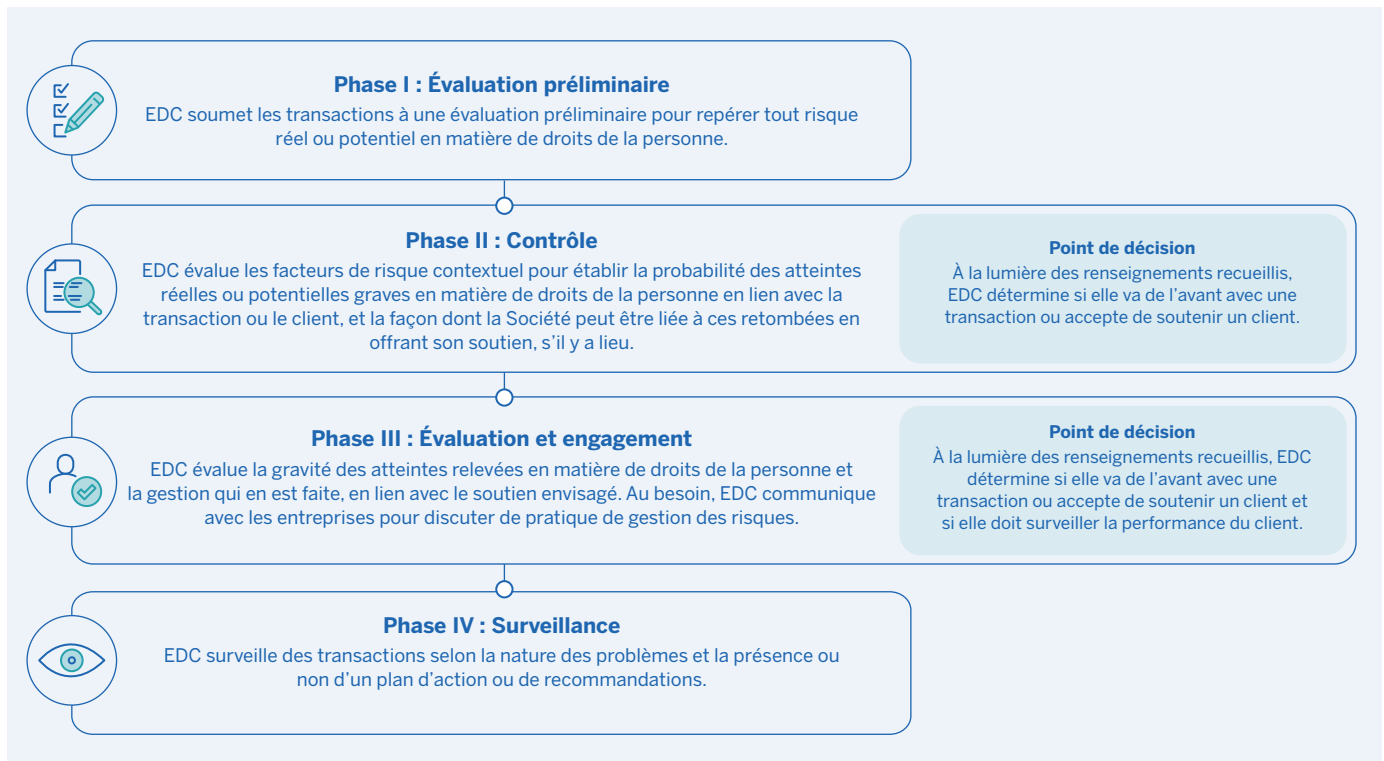 Phase I : Évaluation préliminaire
EDC soumet les transactions à une évaluation préliminaire pour repérer tout risque
réel ou potentiel en matière de droits de la personne.
Phase II : Contrôle
EDC évalue les facteurs de risque contextuel pour établir la probabilité des atteintes
réelles ou potentielles graves en matière de droits de la personne en lien avec la
transaction ou le client, et la façon dont la Société peut être liée à ces retombées en
offrant son soutien, s’il y a lieu.
Point de décision
À la lumière des renseignements recueillis,
EDC détermine si elle va de l’avant avec une
transaction ou accepte de soutenir un client.
Phase III : Évaluation et engagement
EDC évalue la gravité des atteintes relevées en matière de droits de la personne et
la gestion qui en est faite, en lien avec le soutien envisagé. Au besoin, EDC communique
avec les entreprises pour discuter de pratique de gestion des risques.
Point de décision
À la lumière des renseignements recueillis, EDC
détermine si elle va de l’avant avec une
transaction ou accepte de soutenir un client et
si elle doit surveiller la performance du client.
Phase IV : Surveillance
EDC surveille des transactions selon la nature des problèmes et la présence ou
non d’un plan d’action ou de recommandations.